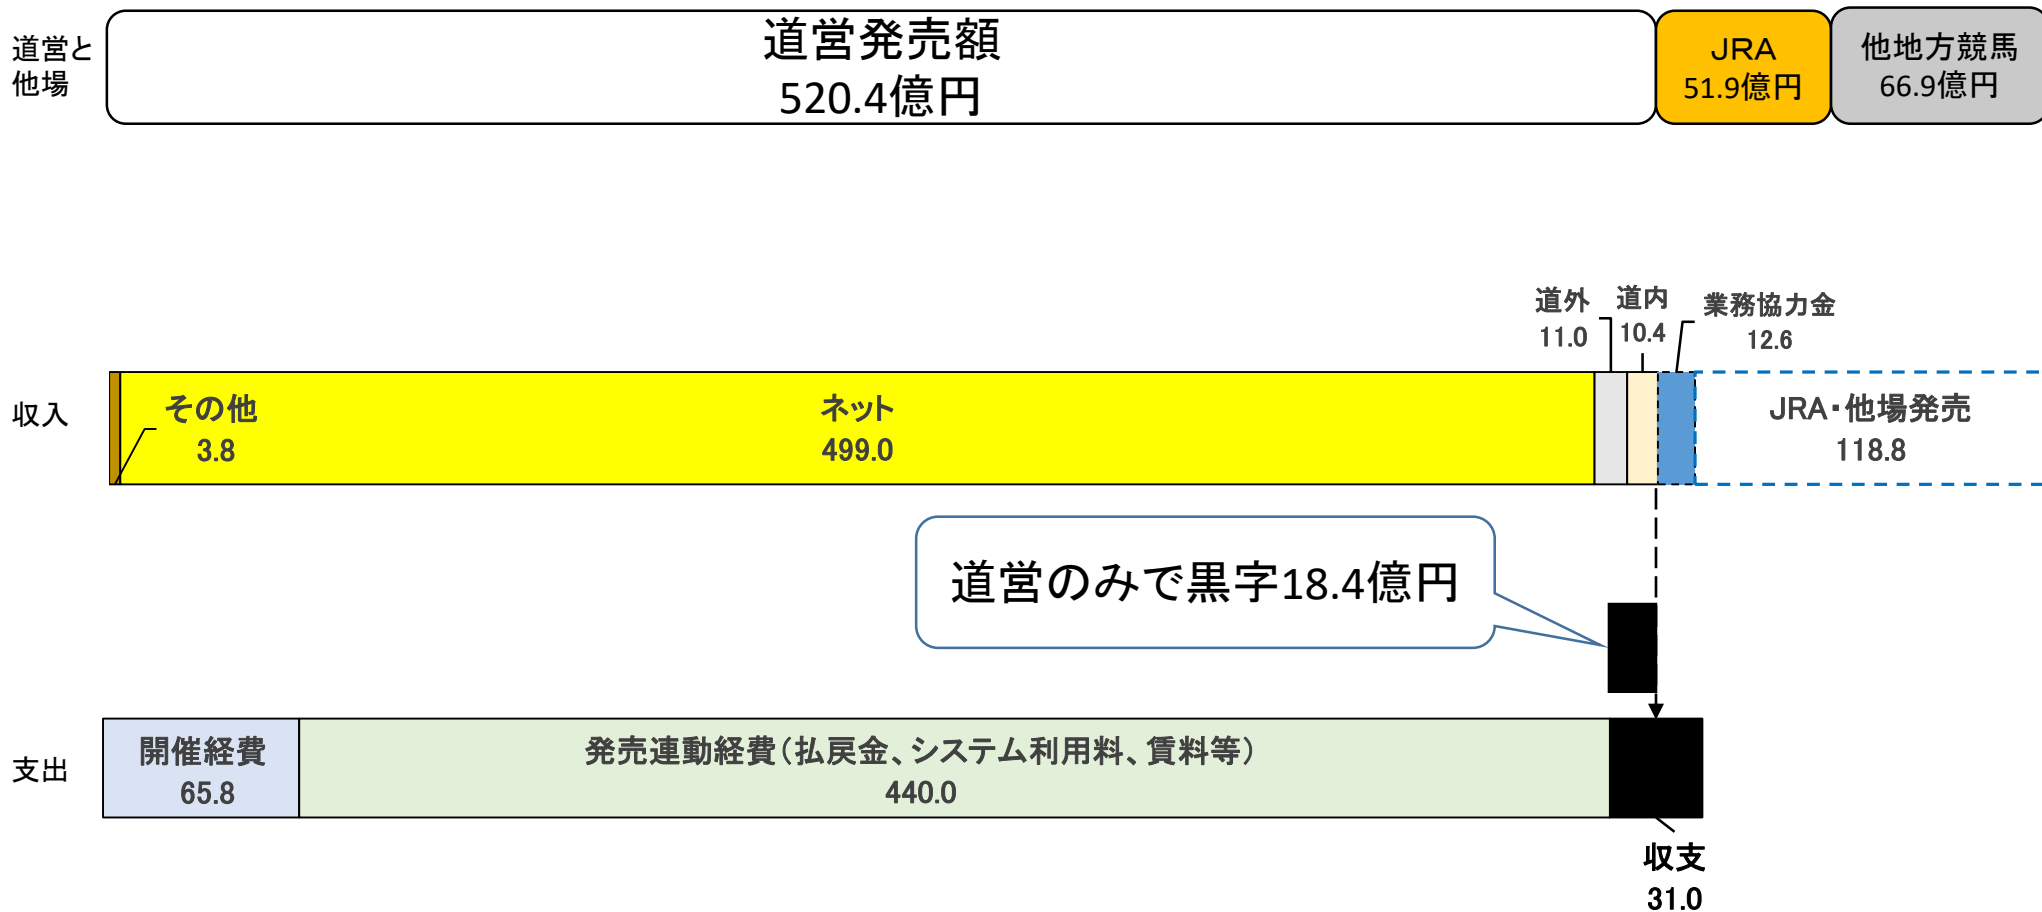 道営と
他場
道営発売額
520.4億円
JRA
51.9億円
他地方競馬
66.9億円
道外
11.0
道内
10.4
業務協力金
12.6
収入
その他
3.8
ネット
499.0
JRA・他場発売
118.8
道営のみで黒字18.4億円
支出
開催経費
65.8
発売連動経費(払戻金、システム利用料、賃料等)
440.0
収支
31.0